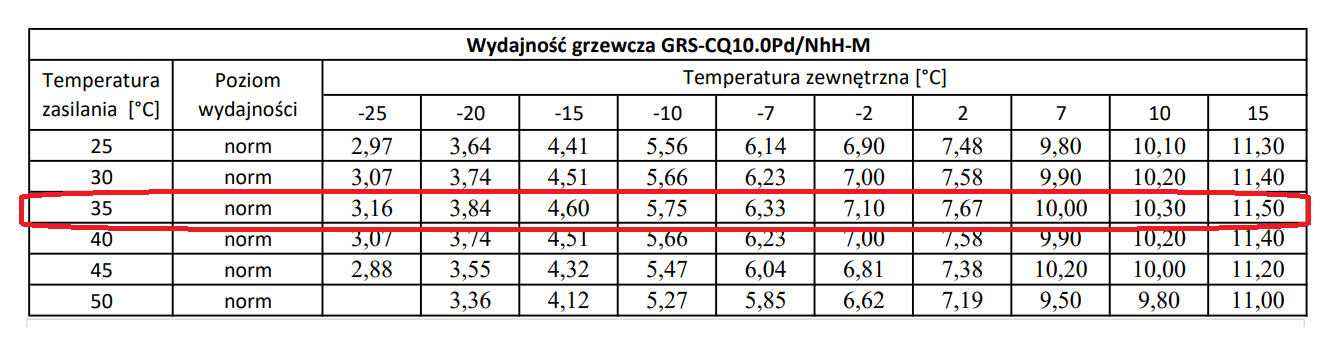 Wydajność grzewcza GRS-CQ10.0Pd/NhH-M
Temperatura zasilania [°C] Poziom wydajności Temperatura zewnętrzna [°C]
-25 -20 -15 -10 -7 -2 2 7 10 15
25 norm 2,97 3,64 4,41 5,56 6,14 6,90 7,48 9,80 10,10 11,30
30 norm 3,07 3,74 4,51 5,66 6,23 7,00 7,58 9,90 10,20 11,40
35 norm 3,16 3,84 4,60 5,75 6,33 7,10 7,67 10,00 10,30 11,50
40 norm 3,07 3,74 4,51 5,66 6,23 7,00 7,58 9,90 10,20 11,40
45 norm 2,88 3,55 4,32 5,47 6,04 6,81 7,38 10,20 10,00 11,20
50 norm 3,36 4,12 5,27 5,85 6,62 7,19 9,50 9,80 11,00